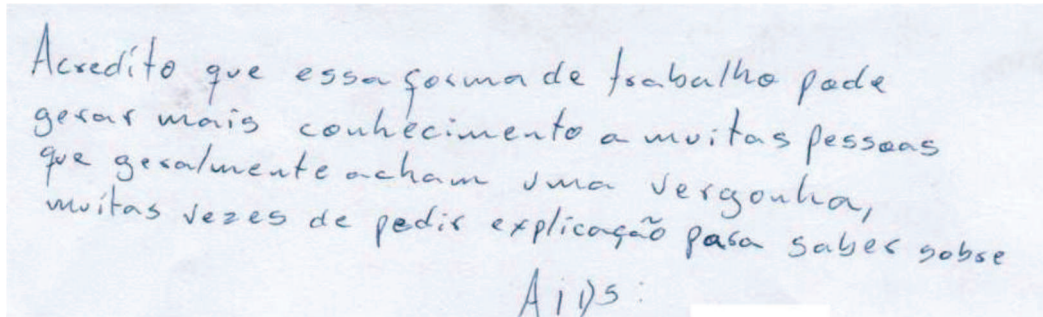 Acredito que essa forma de trabalho pode
gerar mais conhecimento a muitas pessoas
que geralmente acham uma vergonha,
muitas vezes de pedir explicação para saber sobre
AIDS: